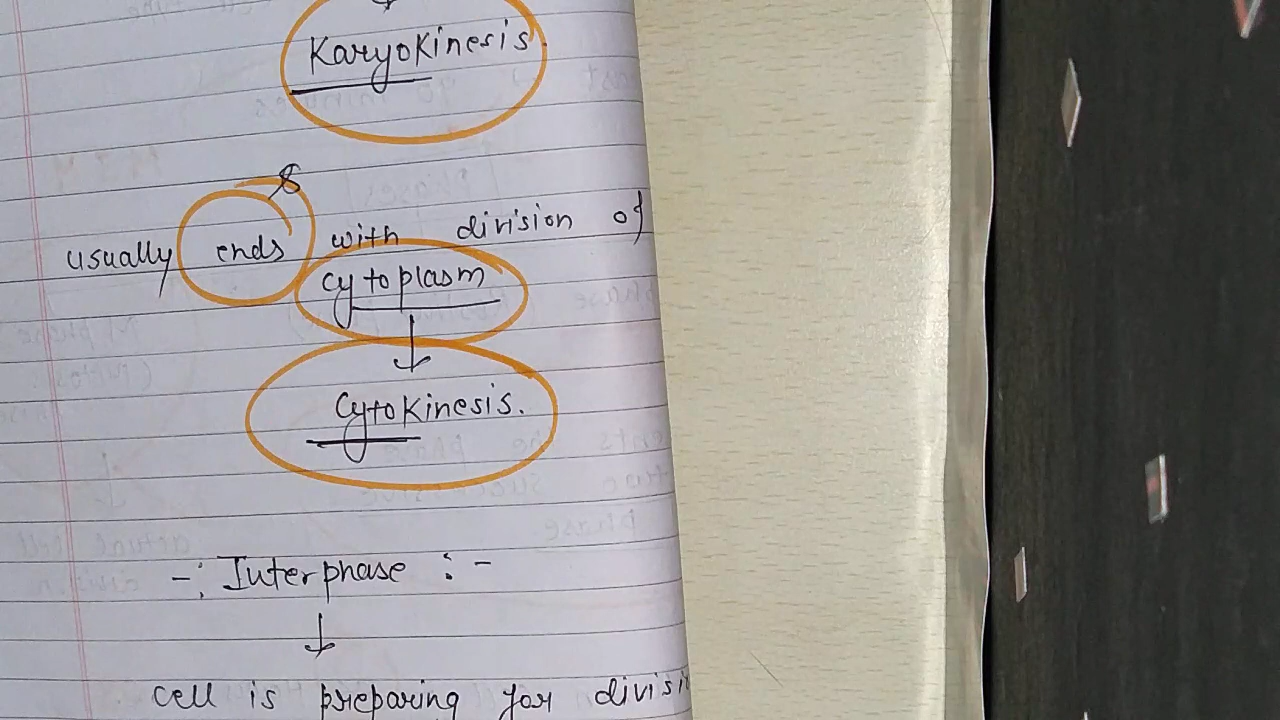 ↓
Karyokinesis.
&
usually ends with division of
cytoplasm
↓
Cytokinesis.
-: Interphase :-
↓
cell is preparing for divisi